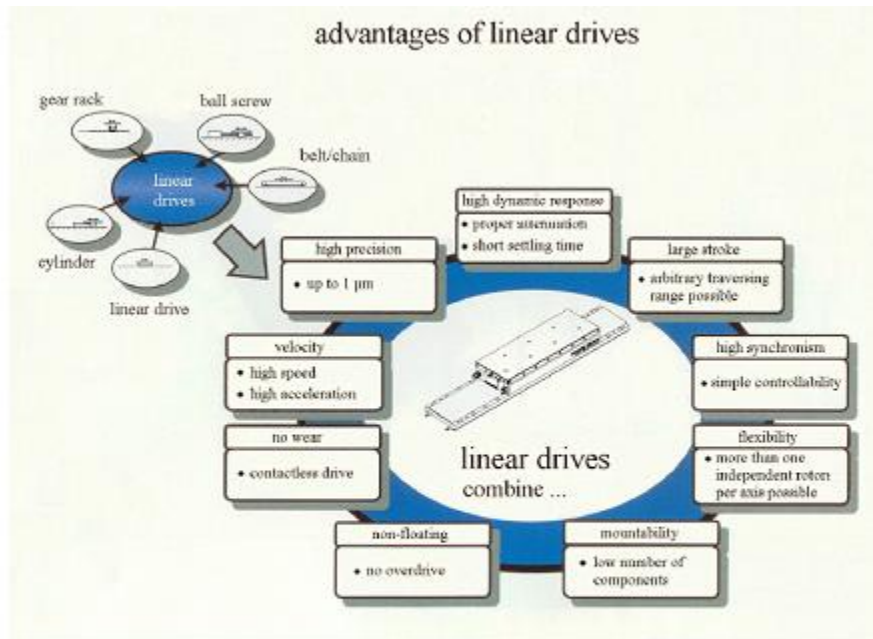 advantages of linear drives
gear rack
ball screw
belt/chain
linear
drives
cylinder
linear drive
high dynamic response
• proper attenuation
• short settling time
high precision
• up to 1 μm
large stroke
• arbitrary traversing
range possible
velocity
• high speed
• high acceleration
high synchronism
• simple controllability
no wear
• contactless drive
flexibility
• more than one
independent rotors
per axis possible
linear drives
combine ...
non-floating
• no overdrive
mountability
• low number of
components